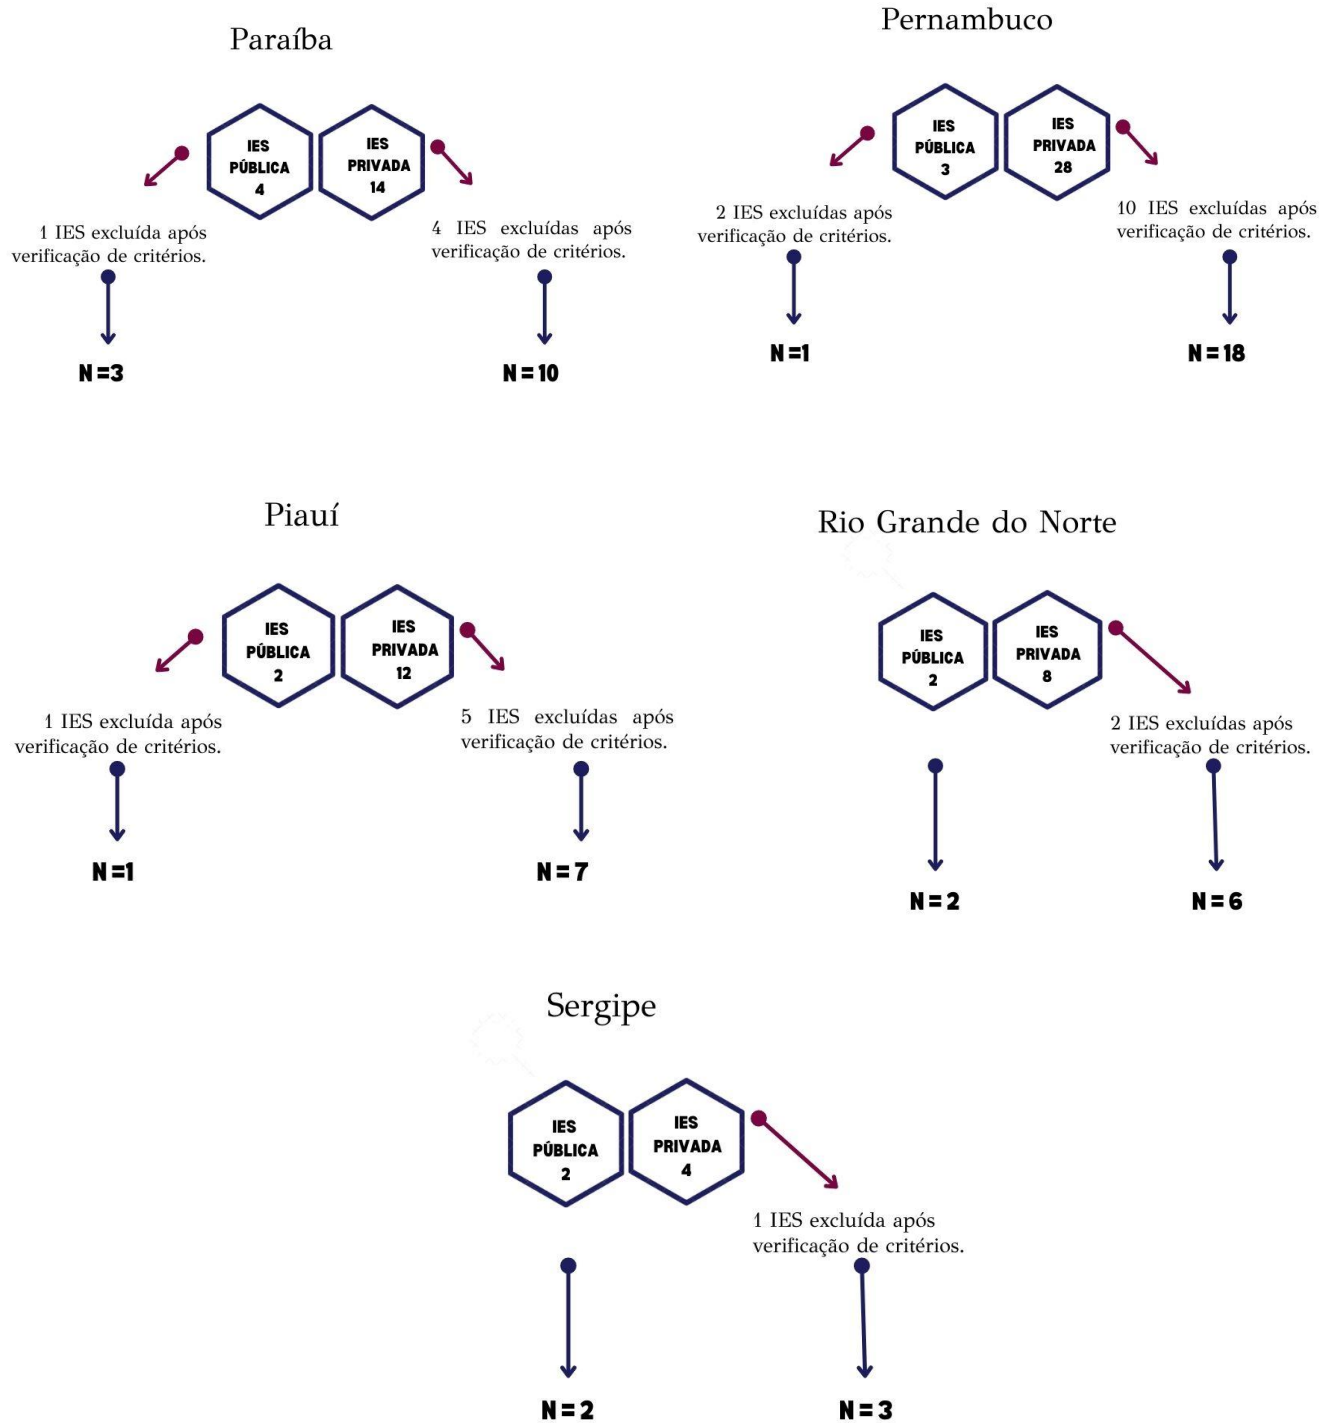 Paraíba
IES
PÚBLICA
4
IES
PRIVADA
14
1 IES excluída após
verificação de critérios.
4 IES excluídas após
verificação de critérios.
N =3
N = 10
Pernambuco
IES
PÚBLICA
3
IES
PRIVADA
28
2 IES excluídas após
verificação de critérios.
10 IES excluídas após
verificação de critérios.
N =1
N = 18
Piauí
IES
PÚBLICA
2
IES
PRIVADA
12
1 IES excluída após
verificação de critérios.
5 IES excluídas após
verificação de critérios.
N =1
N = 7
Rio Grande do Norte
IES
PÚBLICA
2
IES
PRIVADA
8
2 IES excluídas após
verificação de critérios.
N = 2
N = 6
Sergipe
IES
PÚBLICA
2
IES
PRIVADA
4
1 IES excluída após
verificação de critérios.
N = 2
N = 3